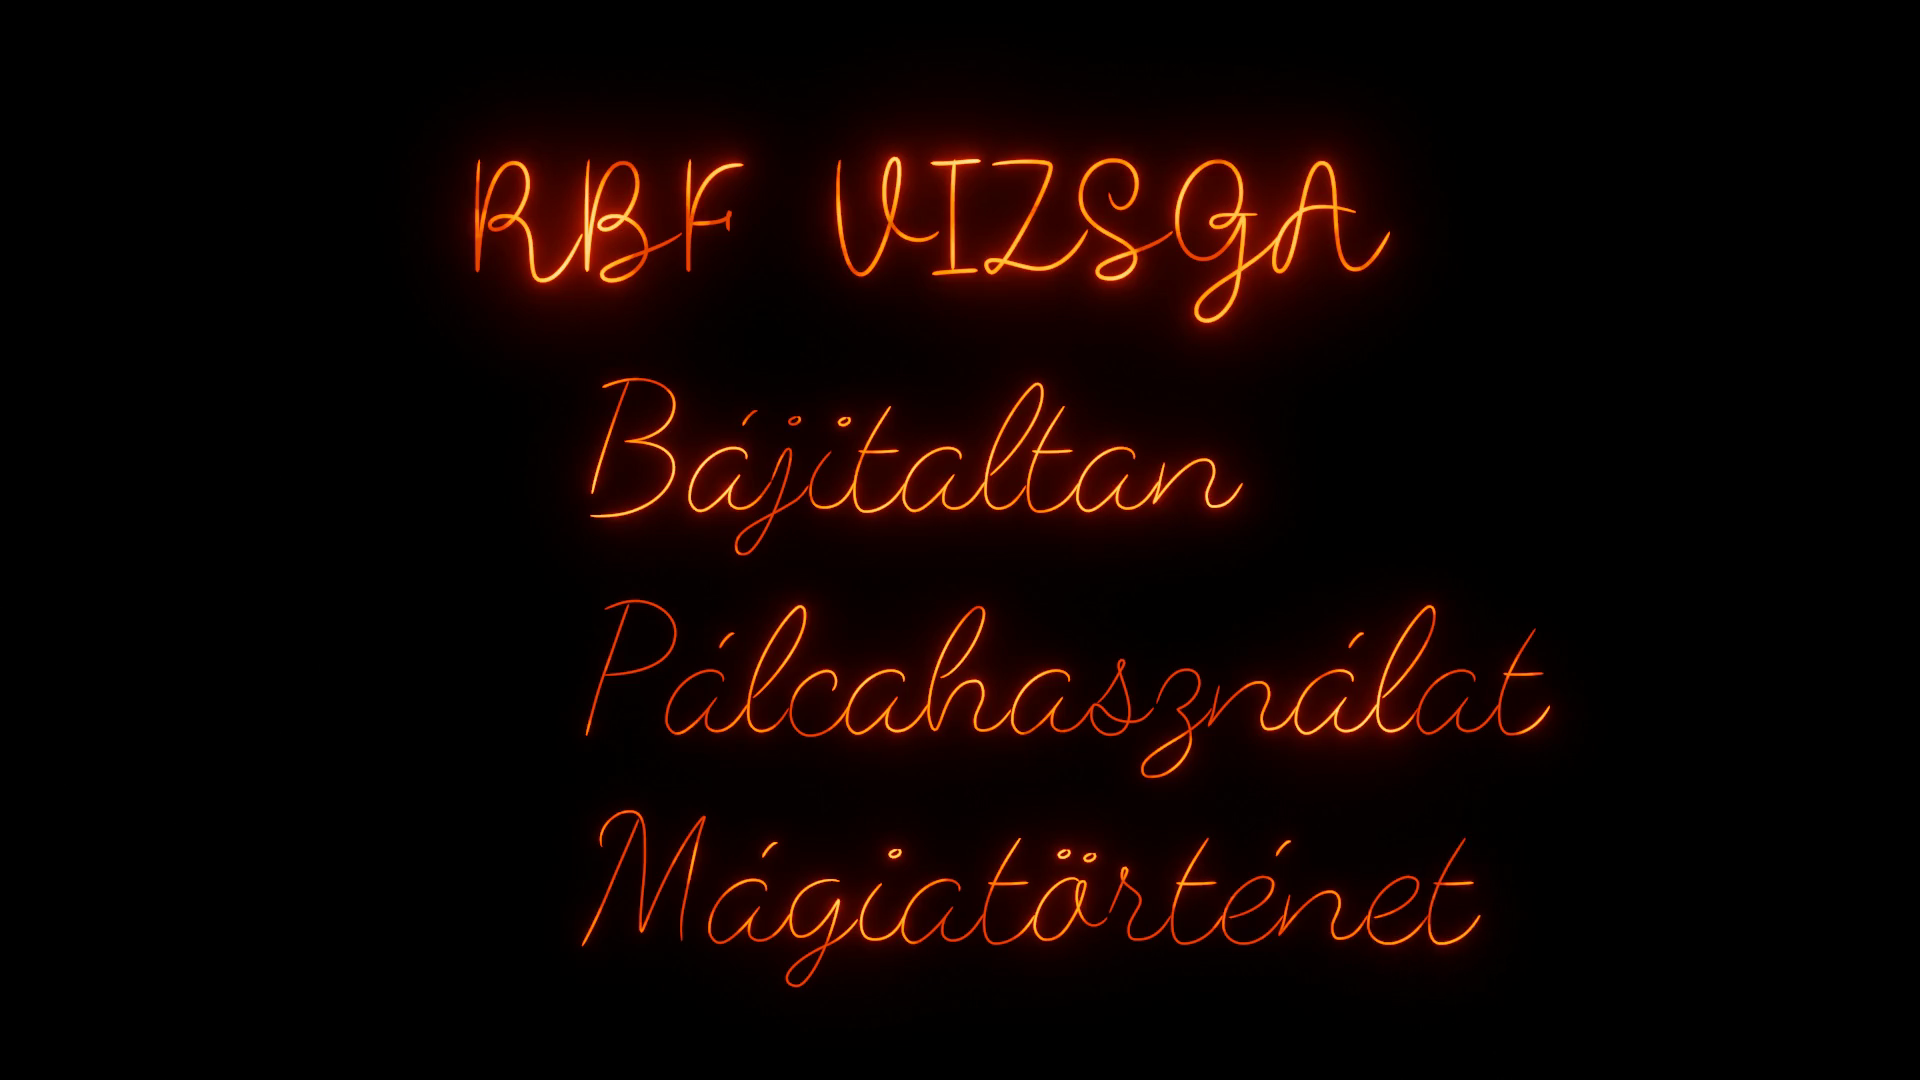 RBF VIZSGA
Bájitaltan
Pálcahasználat
Mágiatörténet